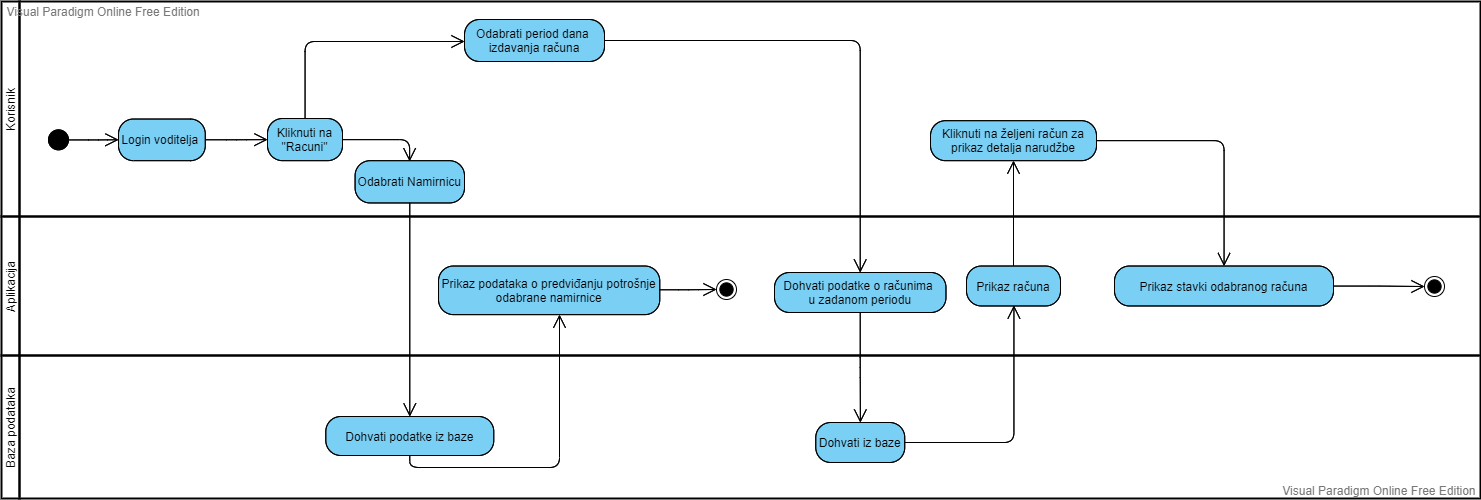 Visual Paradigm Online Free Edition
Korisnik
Odabrati period dana
izdavanja računa
Login voditelja
Kliknuti na
"Racuni"
Odabrati Namirnicu
Kliknuti na željeni račun za
prikaz detalja narudžbe
Aplikacija
Prikaz podataka o predviđanju potrošnje
odabrane namirnice
Dohvati podatke o računima
u zadanom periodu
Prikaz računa
Prikaz stavki odabranog računa
Baza podataka
Dohvati podatke iz baze
Dohvati iz baze
Visual Paradigm Online Free Edition